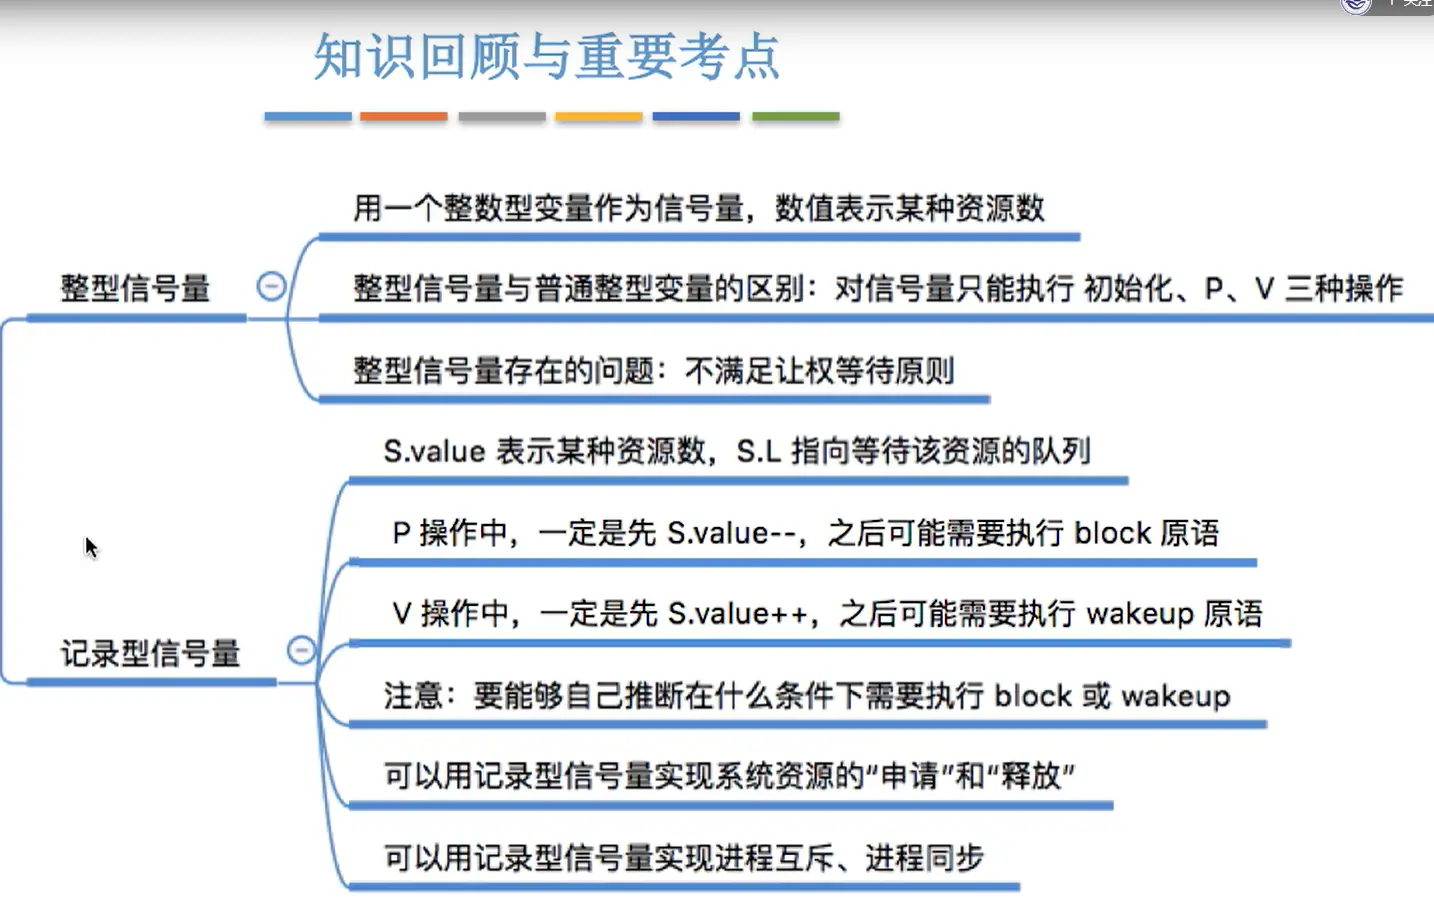 知识回顾与重要考点
整型信号量
用一个整数型变量作为信号量，数值表示某种资源数
整型信号量与普通整型变量的区别：对信号量只能执行 初始化、P、V 三种操作
整型信号量存在的问题：不满足让权等待原则
记录型信号量
S.value 表示某种资源数，S.L 指向等待该资源的队列
P 操作中，一定是先 S.value--，之后可能需要执行 block 原语
V 操作中，一定是先 S.value++，之后可能需要执行 wakeup 原语
注意：要能够自己推断在什么条件下需要执行 block 或 wakeup
可以用记录型信号量实现系统资源的“申请”和“释放”
可以用记录型信号量实现进程互斥、进程同步